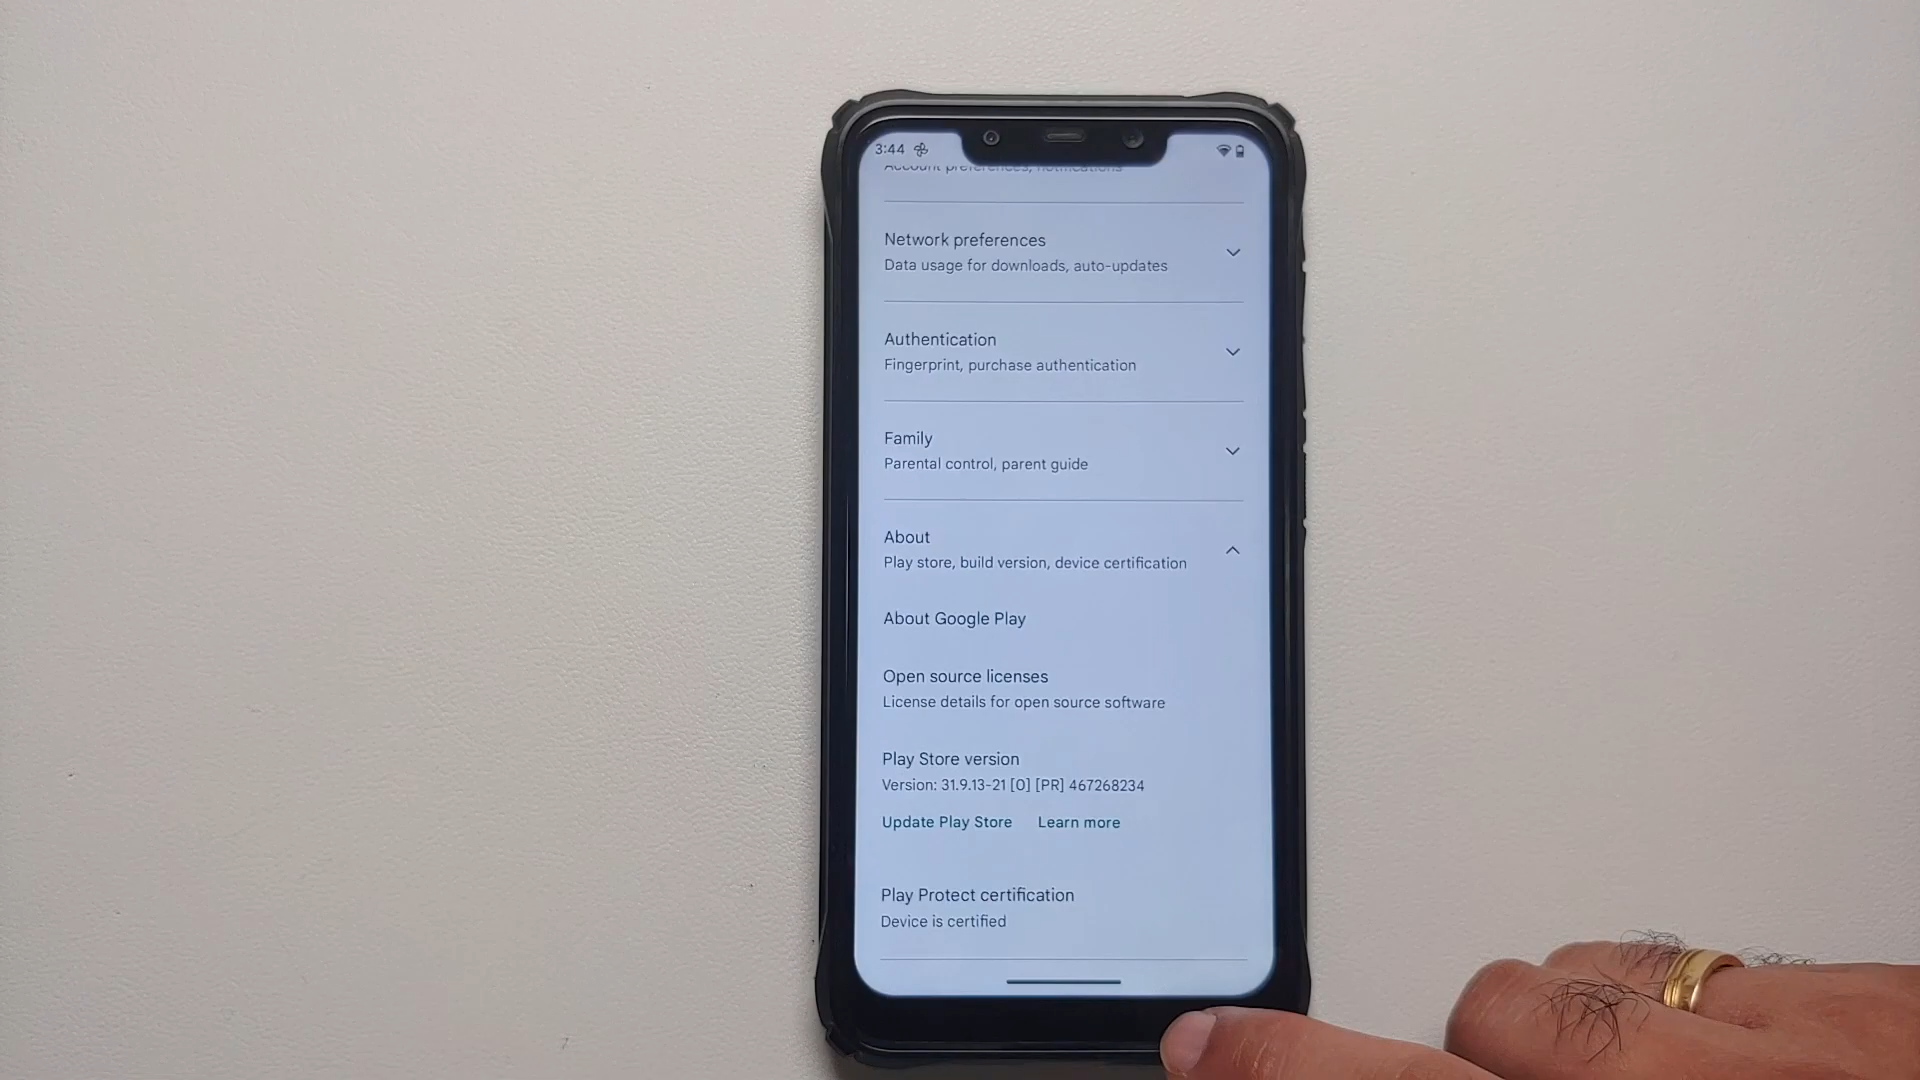 3:44
Account preferences, notifications
Network preferences
Data usage for downloads, auto-updates
Authentication
Fingerprint, purchase authentication
Family
Parental control, parent guide
About
Play store, build version, device certification
About Google Play
Open source licenses
License details for open source software
Play Store version
Version: 31.9.13-21 [0] [PR] 467268234
Update Play Store Learn more
Play Protect certification
Device is certified